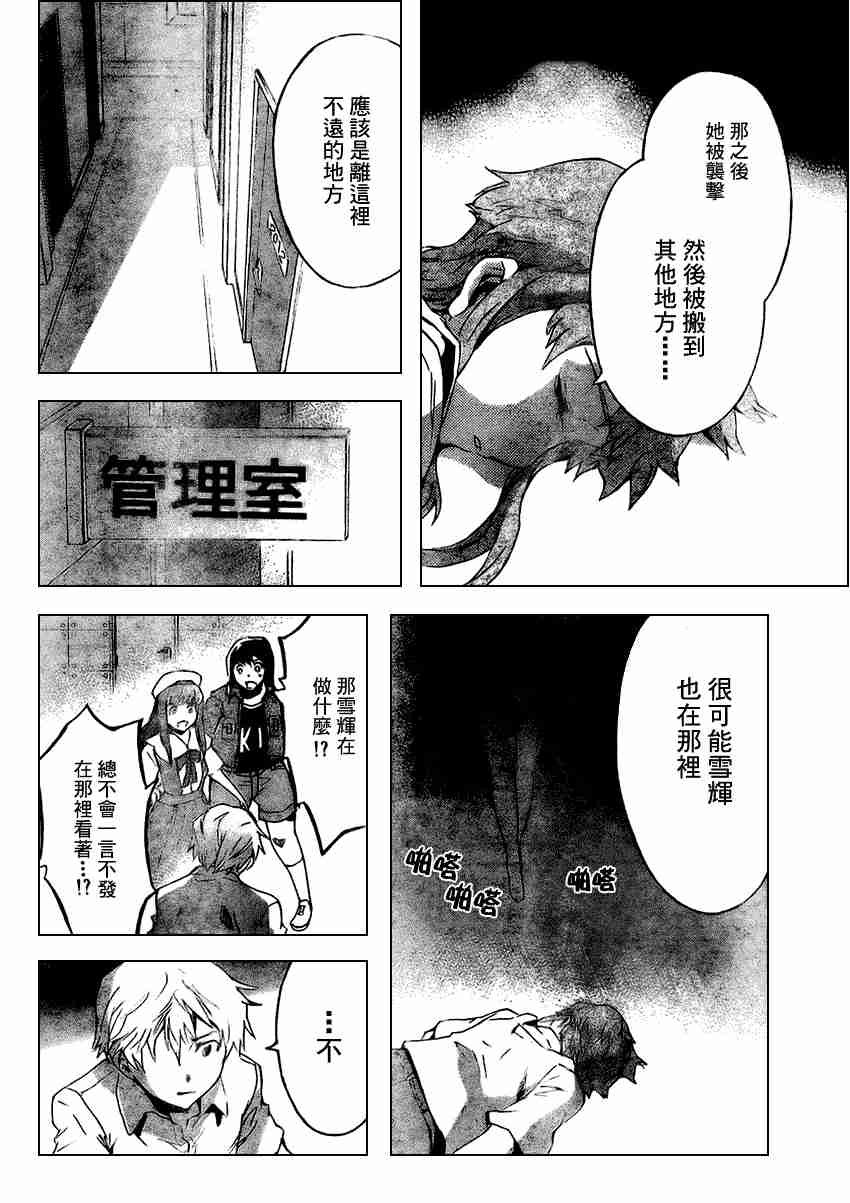 那之後
她被襲擊
然後被搬到
其他地方……
應該是離這裡
不遠的地方
管理室
很可能雪輝
也在那裡
啪嗒
啪嗒
啪嗒
那雪輝在
做什麼!?
KI
總不會一言不發
在那裡看著…!?
…不